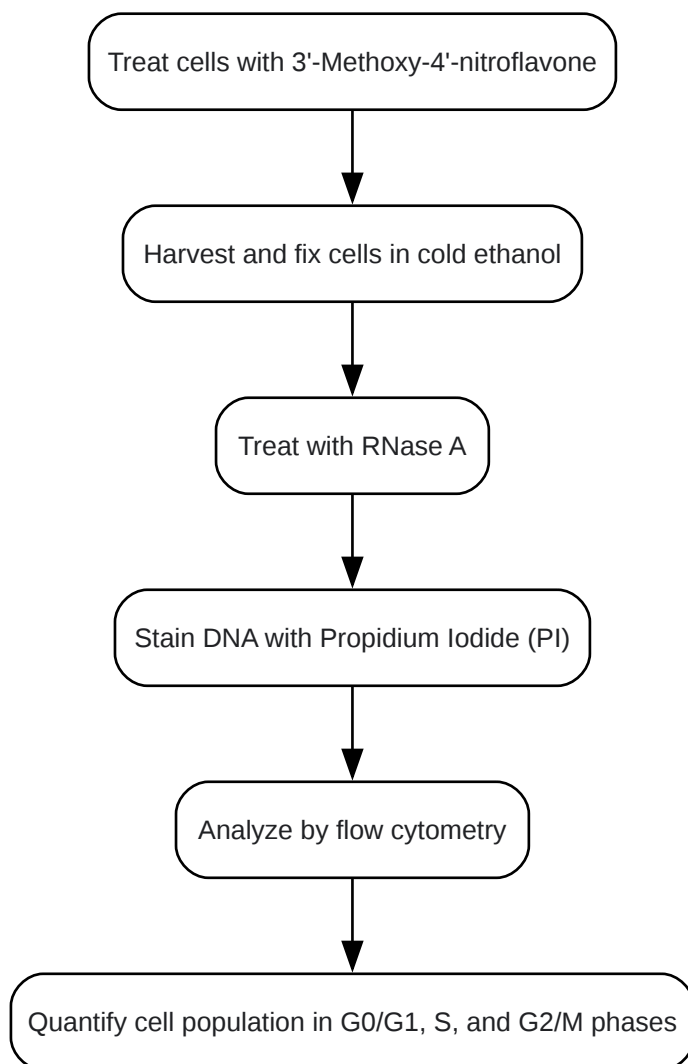 Treat cells with 3'-Methoxy-4'-nitroflavone
Harvest and fix cells in cold ethanol
Treat with RNase A
Stain DNA with Propidium Iodide (PI)
Analyze by flow cytometry
Quantify cell population in G0/G1, S, and G2/M phases